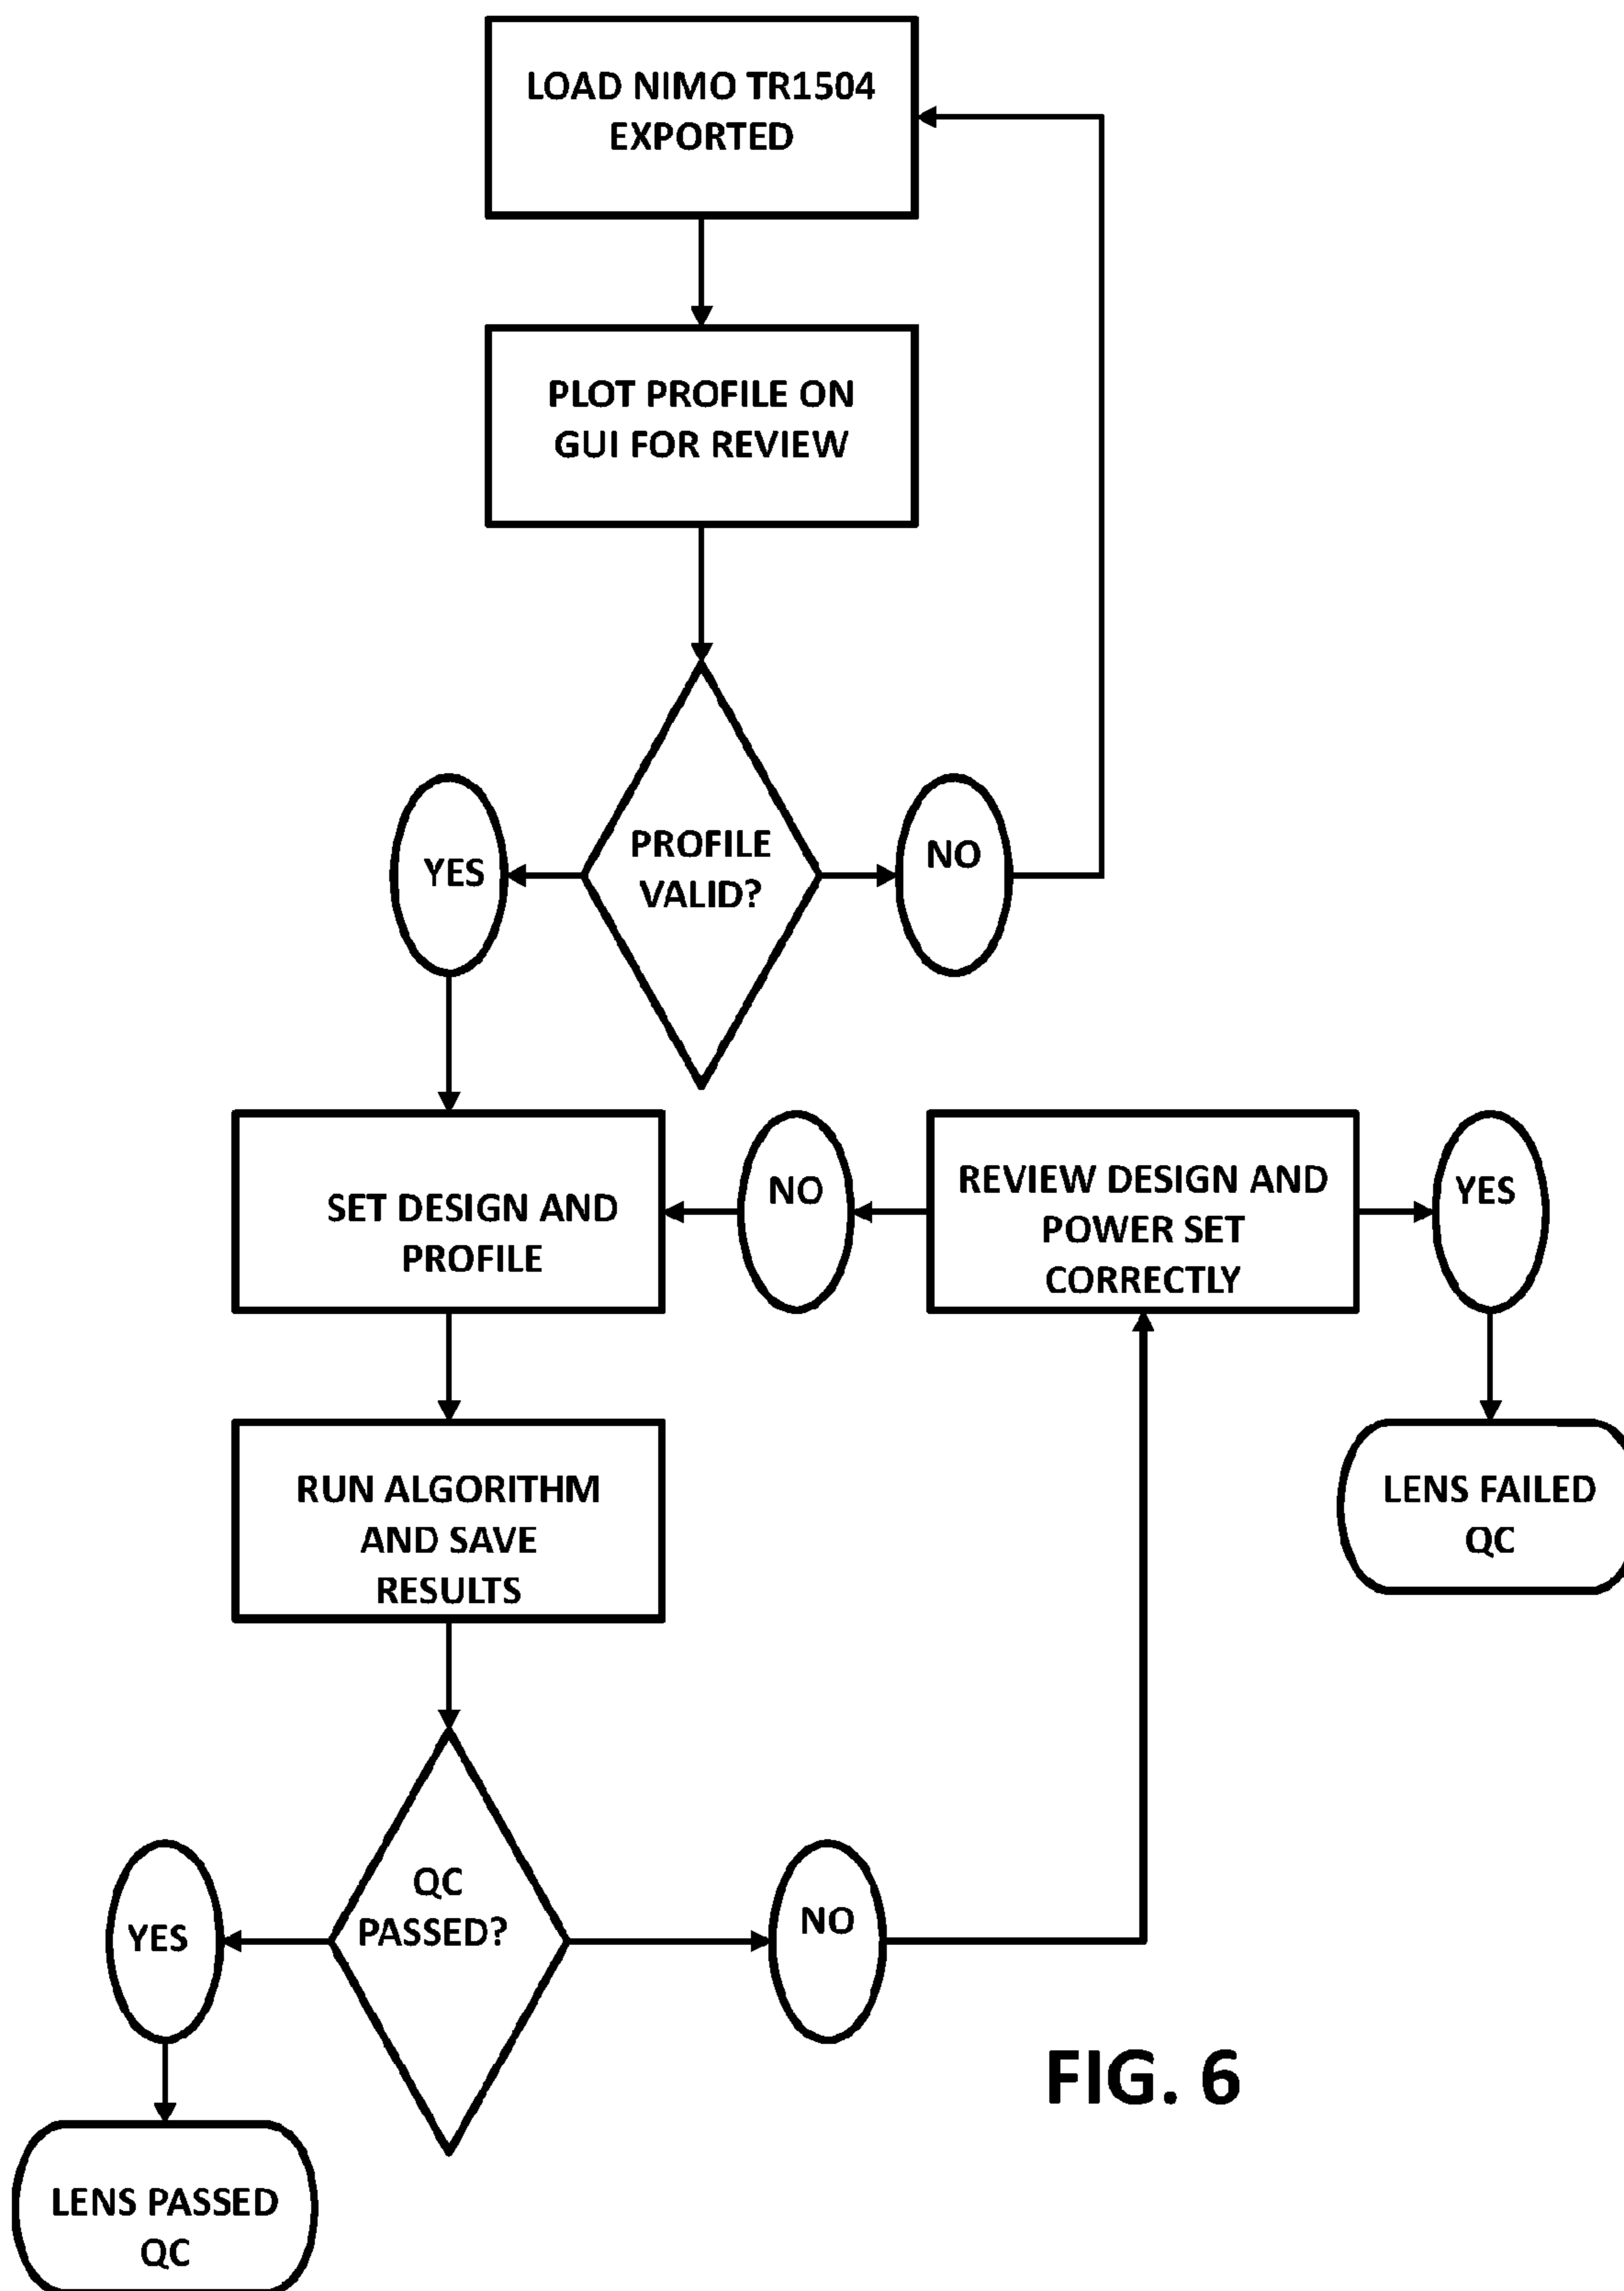 LOAD NIMO TR1504
EXPORTED
PLOT PROFILE ON
GUI FOR REVIEW
PROFILE
VALID?
YES
NO
SET DESIGN AND
PROFILE
NO
REVIEW DESIGN AND
POWER SET
CORRECTLY
YES
RUN ALGORITHM
AND SAVE
RESULTS
LENS FAILED
QC
QC
PASSED?
YES
NO
LENS PASSED
QC
FIG. 6